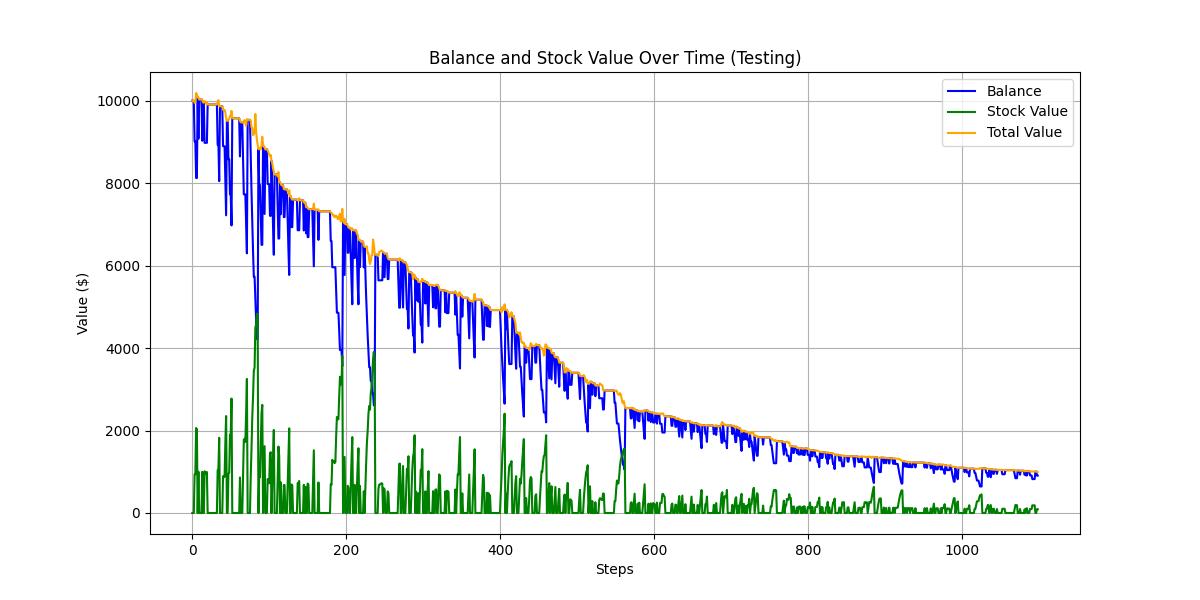 Balance and Stock Value Over Time (Testing)
Balance
Stock Value
Total Value
Value ($)
10000
8000
6000
4000
2000
0
0 200 400 600 800 1000
Steps